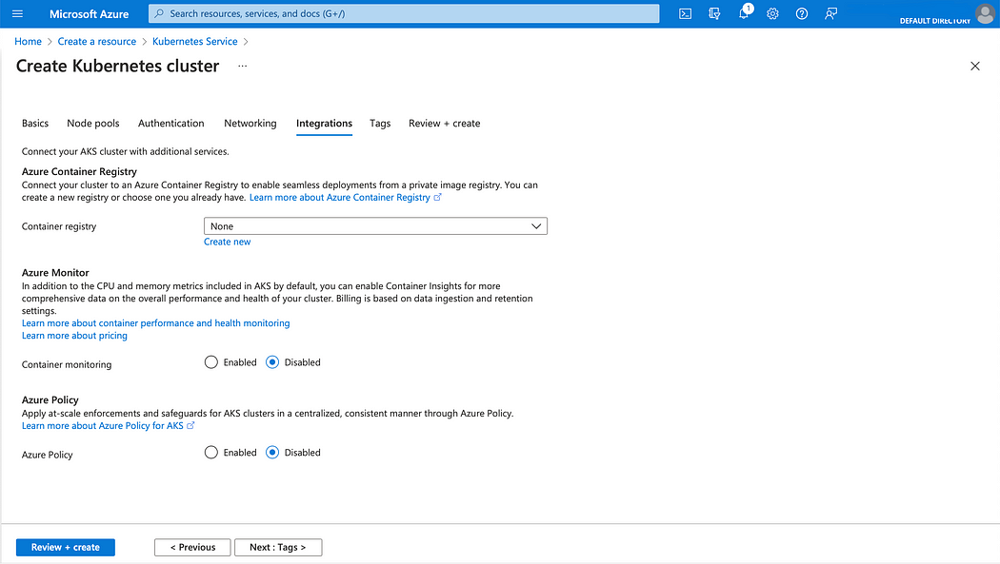 Microsoft Azure
Search resources, services, and docs (G+/)
1
DEFAULT DIRECTORY
Home > Create a resource > Kubernetes Service >
Create Kubernetes cluster ...
Basics Node pools Authentication Networking Integrations Tags Review + create
Connect your AKS cluster with additional services.
Azure Container Registry
Connect your cluster to an Azure Container Registry to enable seamless deployments from a private image registry. You can
create a new registry or choose one you already have. Learn more about Azure Container Registry
Container registry None
Create new
Azure Monitor
In addition to the CPU and memory metrics included in AKS by default, you can enable Container Insights for more
comprehensive data on the overall performance and health of your cluster. Billing is based on data ingestion and retention
settings.
Learn more about container performance and health monitoring
Learn more about pricing
Container monitoring Enabled Disabled
Azure Policy
Apply at-scale enforcements and safeguards for AKS clusters in a centralized, consistent manner through Azure Policy.
Learn more about Azure Policy for AKS
Azure Policy Enabled Disabled
Review + create < Previous Next : Tags >